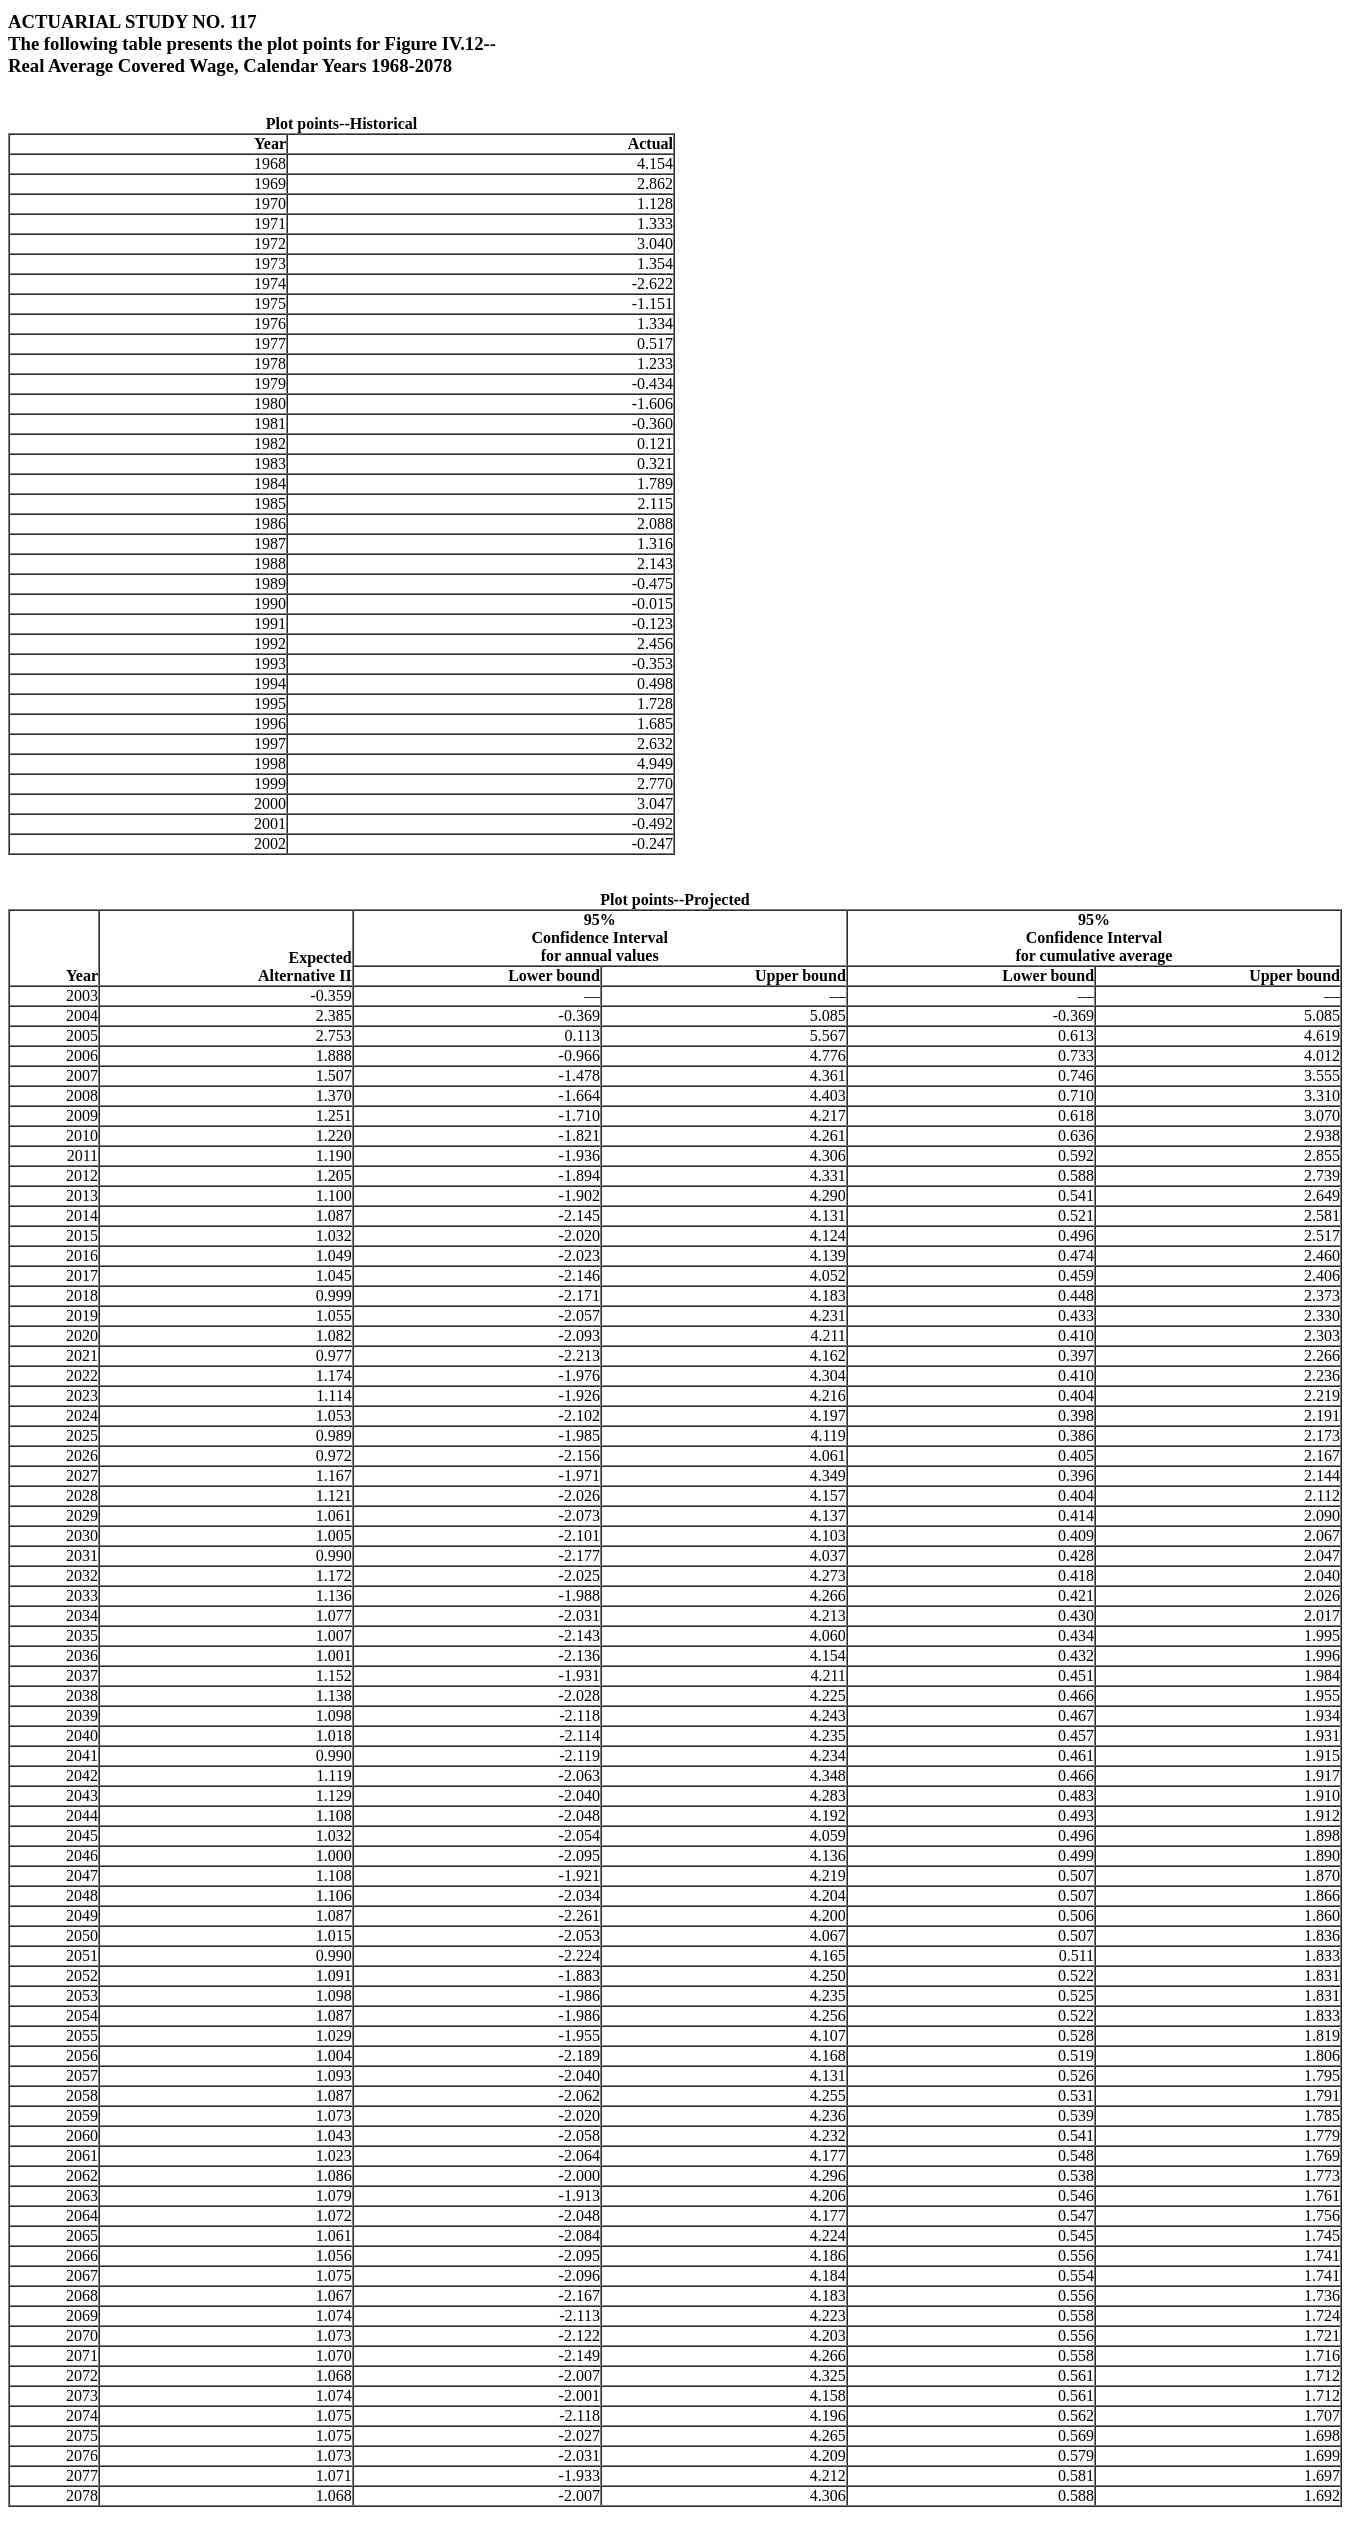 ACTUARIAL STUDY NO. 117
The following table presents the plot points for Figure IV.12--
Real Average Covered Wage, Calendar Years 1968-2078
Plot points--Historical
Year Actual
1968 4.154
1969 2.862
1970 1.128
1971 1.333
1972 3.040
1973 1.354
1974 -2.622
1975 -1.151
1976 1.334
1977 0.517
1978 1.233
1979 -0.434
1980 -1.606
1981 -0.360
1982 0.121
1983 0.321
1984 1.789
1985 2.115
1986 2.088
1987 1.316
1988 2.143
1989 -0.475
1990 -0.015
1991 -0.123
1992 2.456
1993 -0.353
1994 0.498
1995 1.728
1996 1.685
1997 2.632
1998 4.949
1999 2.770
2000 3.047
2001 -0.492
2002 -0.247
Plot points--Projected
95% 95%
Confidence Interval Confidence Interval
Expected for annual values for cumulative average
Year Alternative II Lower bound Upper bound Lower bound Upper bound
2003 -0.359 — — — —
2004 2.385 -0.369 5.085 -0.369 5.085
2005 2.753 0.113 5.567 0.613 4.619
2006 1.888 -0.966 4.776 0.733 4.012
2007 1.507 -1.478 4.361 0.746 3.555
2008 1.370 -1.664 4.403 0.710 3.310
2009 1.251 -1.710 4.217 0.618 3.070
2010 1.220 -1.821 4.261 0.636 2.938
2011 1.190 -1.936 4.306 0.592 2.855
2012 1.205 -1.894 4.331 0.588 2.739
2013 1.100 -1.902 4.290 0.541 2.649
2014 1.087 -2.145 4.131 0.521 2.581
2015 1.032 -2.020 4.124 0.496 2.517
2016 1.049 -2.023 4.139 0.474 2.460
2017 1.045 -2.146 4.052 0.459 2.406
2018 0.999 -2.171 4.183 0.448 2.373
2019 1.055 -2.057 4.231 0.433 2.330
2020 1.082 -2.093 4.211 0.410 2.303
2021 0.977 -2.213 4.162 0.397 2.266
2022 1.174 -1.976 4.304 0.410 2.236
2023 1.114 -1.926 4.216 0.404 2.219
2024 1.053 -2.102 4.197 0.398 2.191
2025 0.989 -1.985 4.119 0.386 2.173
2026 0.972 -2.156 4.061 0.405 2.167
2027 1.167 -1.971 4.349 0.396 2.144
2028 1.121 -2.026 4.157 0.404 2.112
2029 1.061 -2.073 4.137 0.414 2.090
2030 1.005 -2.101 4.103 0.409 2.067
2031 0.990 -2.177 4.037 0.428 2.047
2032 1.172 -2.025 4.273 0.418 2.040
2033 1.136 -1.988 4.266 0.421 2.026
2034 1.077 -2.031 4.213 0.430 2.017
2035 1.007 -2.143 4.060 0.434 1.995
2036 1.001 -2.136 4.154 0.432 1.996
2037 1.152 -1.931 4.211 0.451 1.984
2038 1.138 -2.028 4.225 0.466 1.955
2039 1.098 -2.118 4.243 0.467 1.934
2040 1.018 -2.114 4.235 0.457 1.931
2041 0.990 -2.119 4.234 0.461 1.915
2042 1.119 -2.063 4.348 0.466 1.917
2043 1.129 -2.040 4.283 0.483 1.910
2044 1.108 -2.048 4.192 0.493 1.912
2045 1.032 -2.054 4.059 0.496 1.898
2046 1.000 -2.095 4.136 0.499 1.890
2047 1.108 -1.921 4.219 0.507 1.870
2048 1.106 -2.034 4.204 0.507 1.866
2049 1.087 -2.261 4.200 0.506 1.860
2050 1.015 -2.053 4.067 0.507 1.836
2051 0.990 -2.224 4.165 0.511 1.833
2052 1.091 -1.883 4.250 0.522 1.831
2053 1.098 -1.986 4.235 0.525 1.831
2054 1.087 -1.986 4.256 0.522 1.833
2055 1.029 -1.955 4.107 0.528 1.819
2056 1.004 -2.189 4.168 0.519 1.806
2057 1.093 -2.040 4.131 0.526 1.795
2058 1.087 -2.062 4.255 0.531 1.791
2059 1.073 -2.020 4.236 0.539 1.785
2060 1.043 -2.058 4.232 0.541 1.779
2061 1.023 -2.064 4.177 0.548 1.769
2062 1.086 -2.000 4.296 0.538 1.773
2063 1.079 -1.913 4.206 0.546 1.761
2064 1.072 -2.048 4.177 0.547 1.756
2065 1.061 -2.084 4.224 0.545 1.745
2066 1.056 -2.095 4.186 0.556 1.741
2067 1.075 -2.096 4.184 0.554 1.741
2068 1.067 -2.167 4.183 0.556 1.736
2069 1.074 -2.113 4.223 0.558 1.724
2070 1.073 -2.122 4.203 0.556 1.721
2071 1.070 -2.149 4.266 0.558 1.716
2072 1.068 -2.007 4.325 0.561 1.712
2073 1.074 -2.001 4.158 0.561 1.712
2074 1.075 -2.118 4.196 0.562 1.707
2075 1.075 -2.027 4.265 0.569 1.698
2076 1.073 -2.031 4.209 0.579 1.699
2077 1.071 -1.933 4.212 0.581 1.697
2078 1.068 -2.007 4.306 0.588 1.692